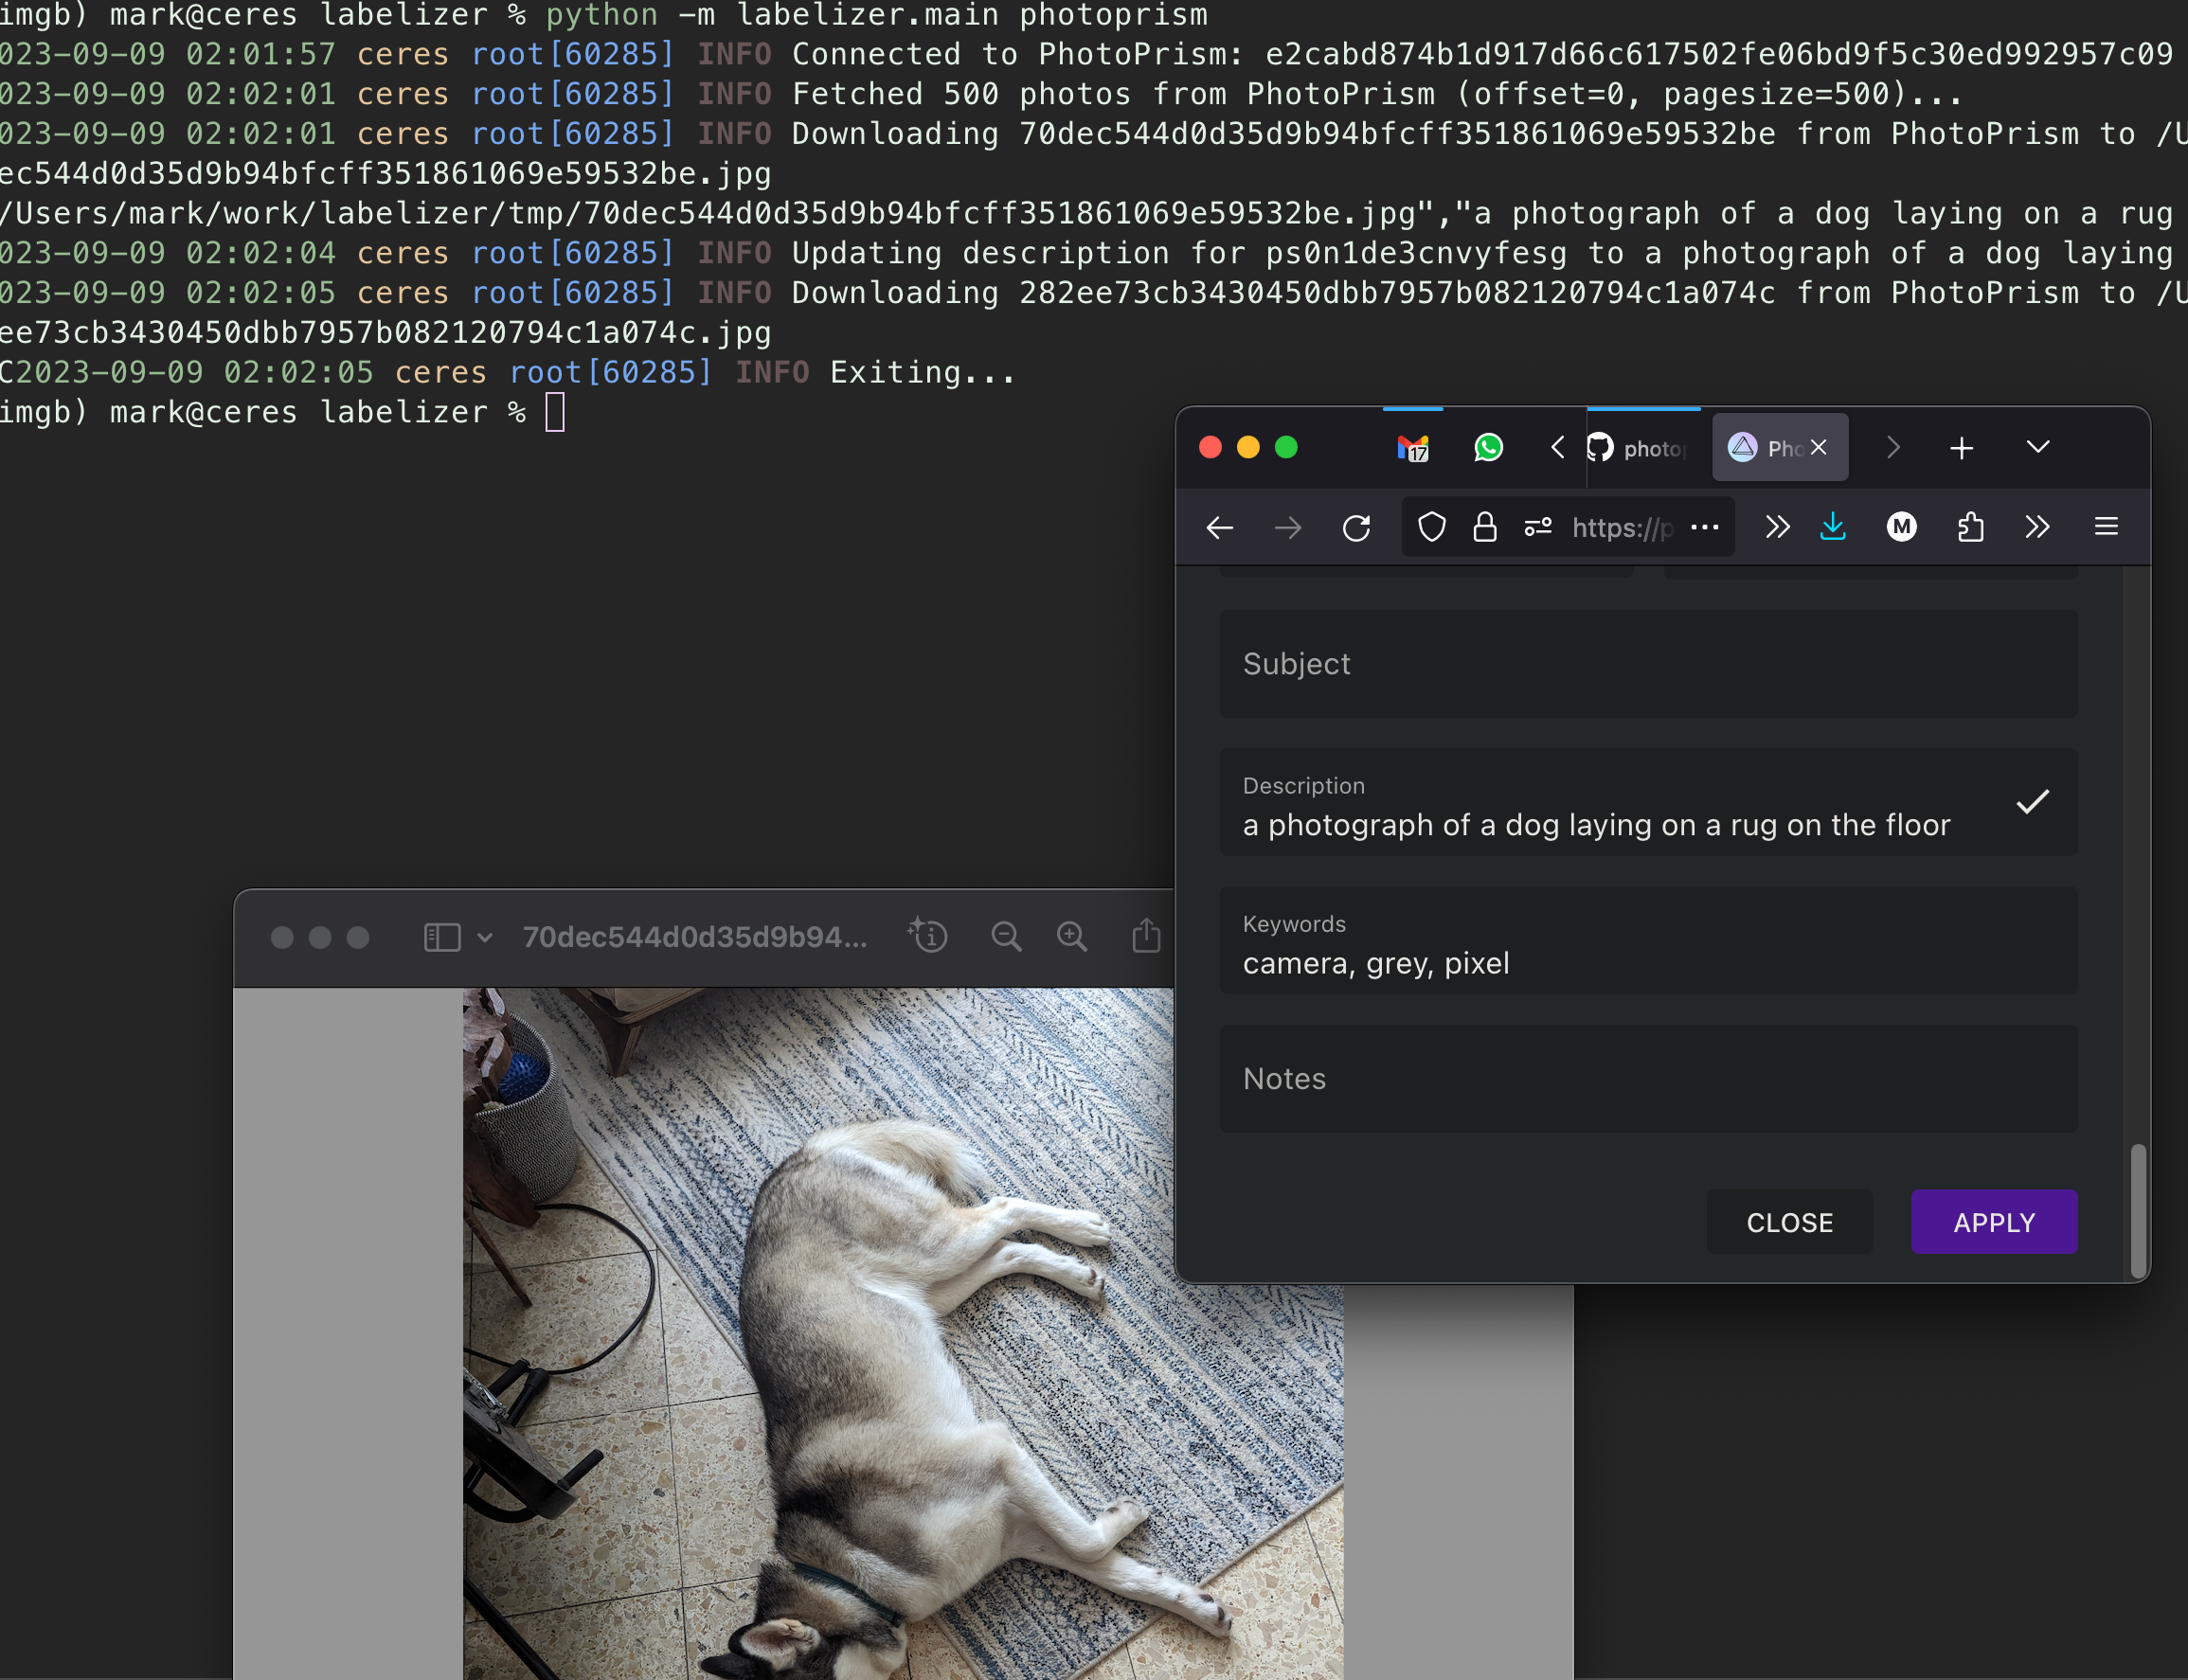 imgb) mark@ceres labelizer % python -m labelizer.main photoprism
023-09-09 02:01:57 ceres root[60285] INFO Connected to PhotoPrism: e2cabd874b1d917d66c617502fe06bd9f5c30ed992957c09
023-09-09 02:02:01 ceres root[60285] INFO Fetched 500 photos from PhotoPrism (offset=0, pagesize=500)...
023-09-09 02:02:01 ceres root[60285] INFO Downloading 70dec544d0d35d9b94bfcff351861069e59532be from PhotoPrism to /U
ec544d0d35d9b94bfcff351861069e59532be.jpg
/Users/mark/work/labelizer/tmp/70dec544d0d35d9b94bfcff351861069e59532be.jpg","a photograph of a dog laying on a rug
023-09-09 02:02:04 ceres root[60285] INFO Updating description for ps0n1de3cnvyfesg to a photograph of a dog laying
023-09-09 02:02:05 ceres root[60285] INFO Downloading 282ee73cb3430450dbb7957b082120794c1a074c from PhotoPrism to /U
ee73cb3430450dbb7957b082120794c1a074c.jpg
C2023-09-09 02:02:05 ceres root[60285] INFO Exiting...
imgb) mark@ceres labelizer %
17 photop Pho
https://p
M
Subject
Description
a photograph of a dog laying on a rug on the floor
Keywords
camera, grey, pixel
Notes
CLOSE APPLY
70dec544d0d35d9b94...